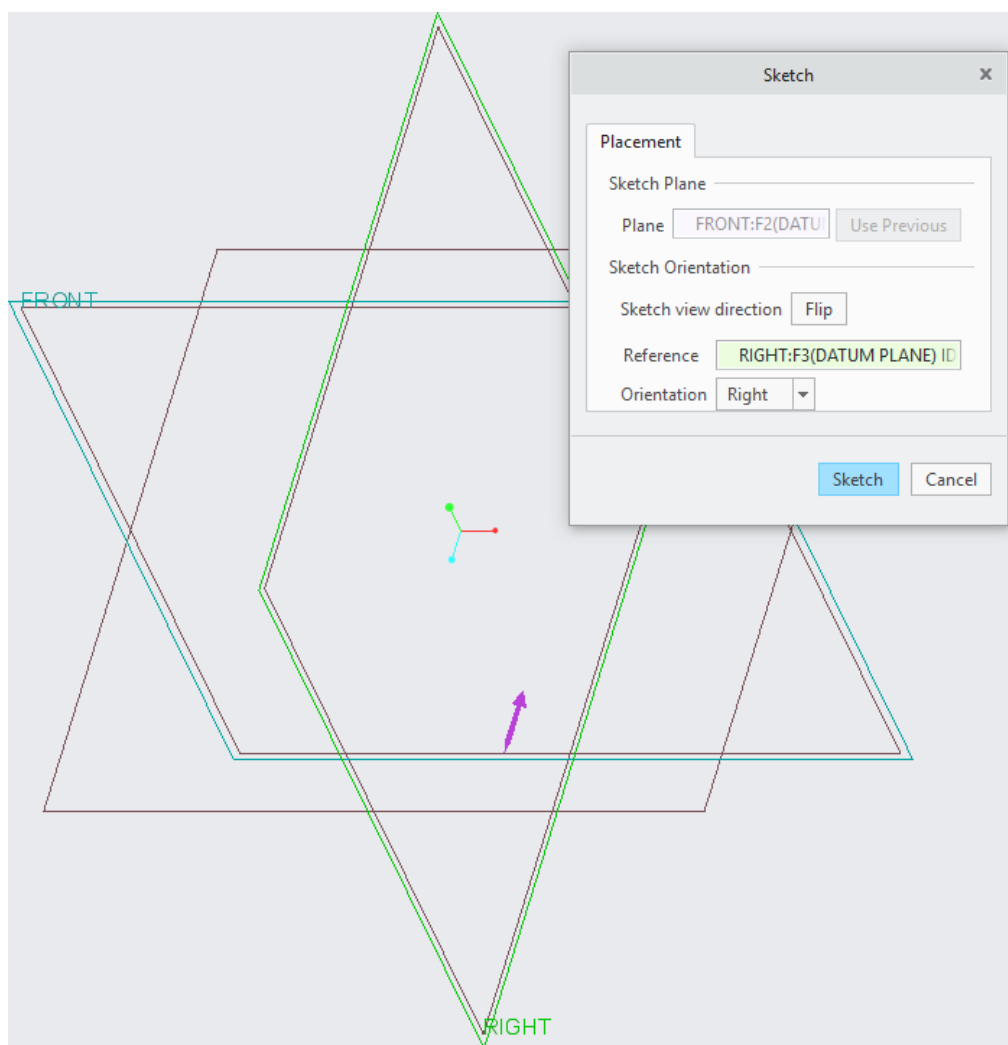 Sketch
Placement
Sketch Plane
Plane FRONT:F2(DATU Use Previous
Sketch Orientation
Sketch view direction Flip
Reference RIGHT:F3(DATUM PLANE) ID
Orientation Right
Sketch Cancel
FRONT
RIGHT